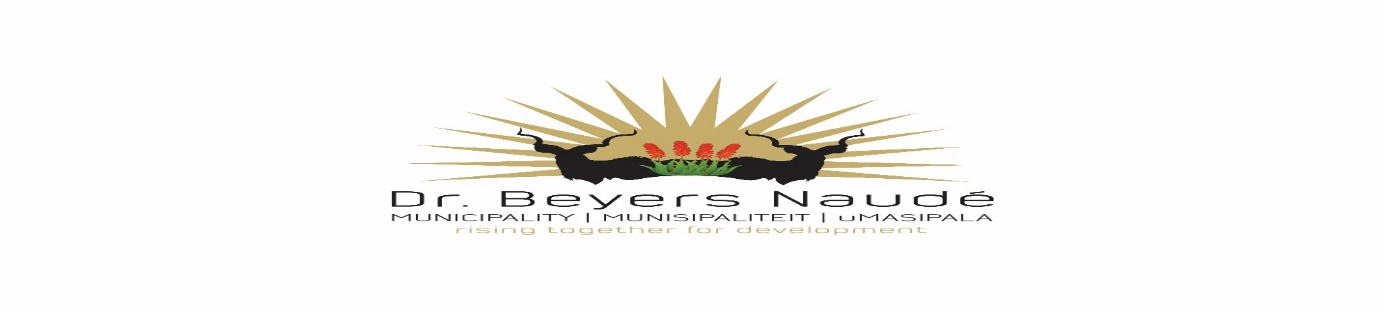 Dr. Beyers Naudé
MUNICIPALITY | MUNISIPALITEIT | uMASIPALA
rising together for development